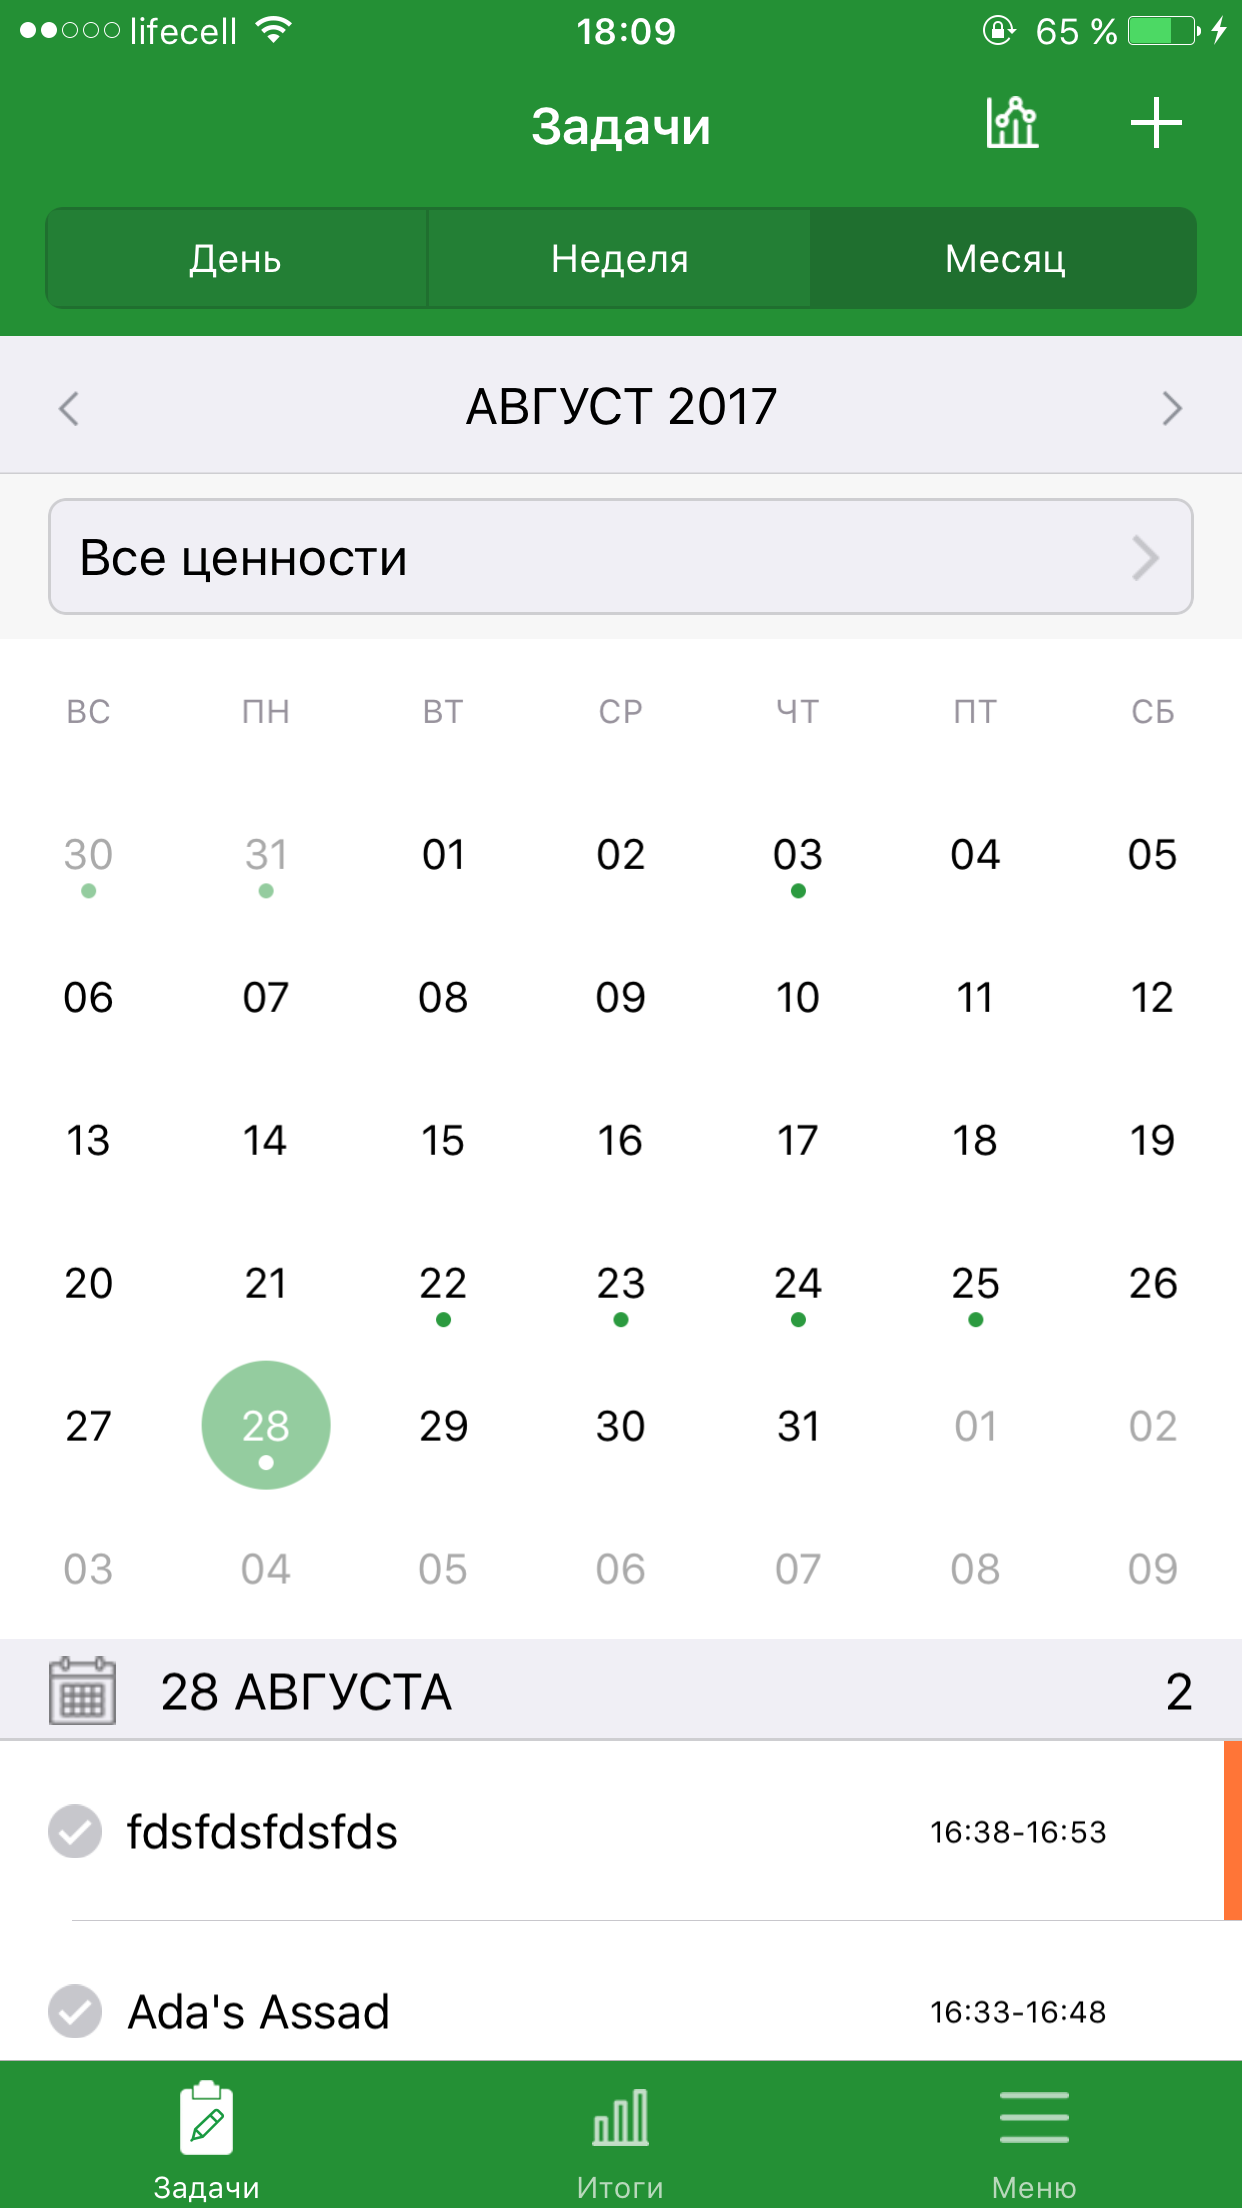 lifecell 18:09 65 %
Задачи
День Неделя Месяц
АВГУСТ 2017
Все ценности
ВС ПН ВТ СР ЧТ ПТ СБ
30 31 01 02 03 04 05
06 07 08 09 10 11 12
13 14 15 16 17 18 19
20 21 22 23 24 25 26
27 28 29 30 31 01 02
03 04 05 06 07 08 09
28 АВГУСТА 2
fdsfdsfdsfds 16:38-16:53
Ada's Assad 16:33-16:48
Задачи Итоги Меню